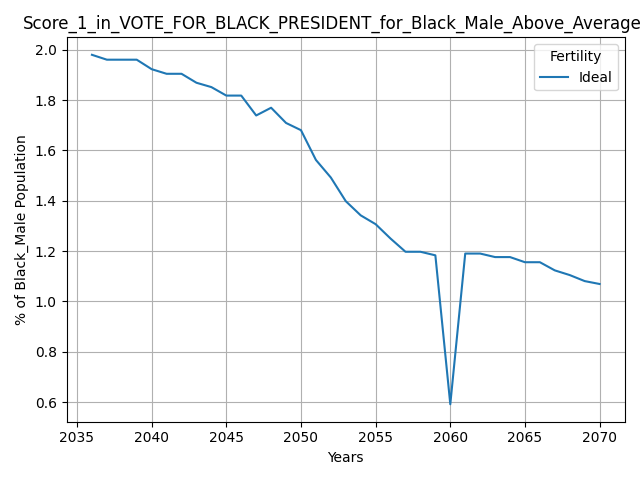 Score_1_in_VOTE_FOR_BLACK_PRESIDENT_for_Black_Male_Above_Average
Fertility
Ideal
% of Black_Male Population
2.0
1.8
1.6
1.4
1.2
1.0
0.8
0.6
2035 2040 2045 2050 2055 2060 2065 2070
Years